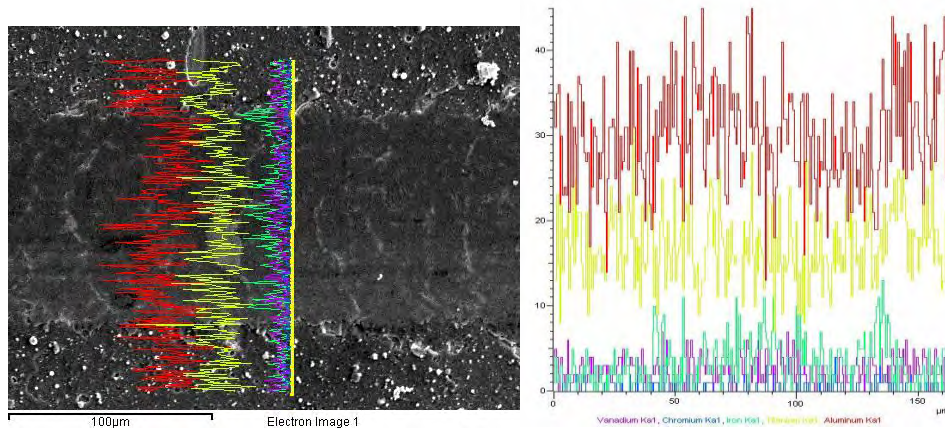 100µm
Electron Image 1
40
30
20
10
0
0 50 100 150 µm
Vanadium Ka1, Chromium Ka1, Iron Ka1, Titanium Ka1, Aluminum Ka1